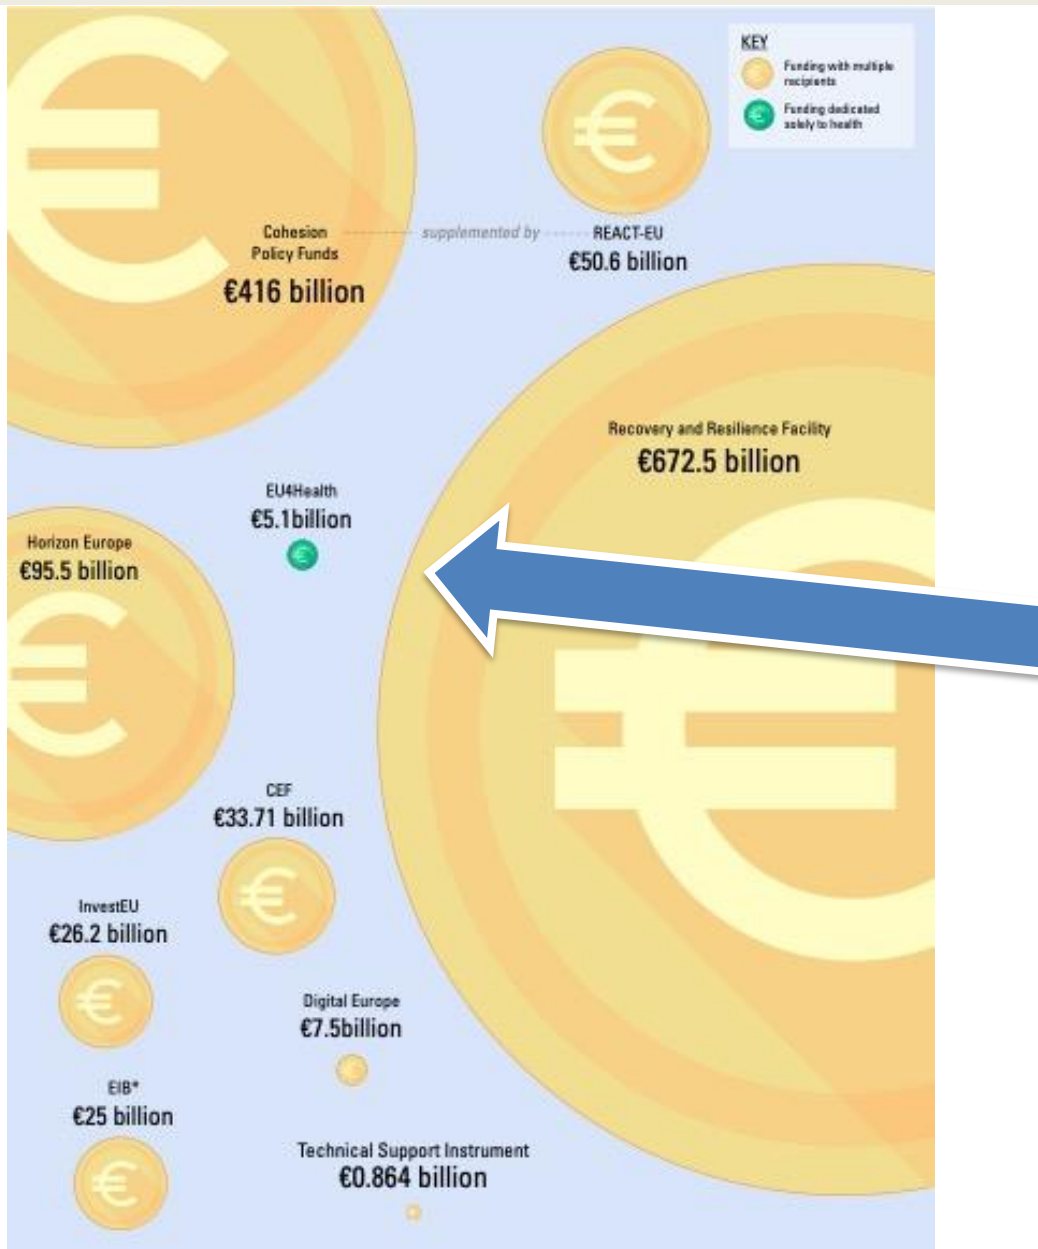 KEY
Funding with multiple
recipients
Funding dedicated
solely to health
Cohesion
Policy Funds
€416 billion
supplemented by
REACT-EU
€50.6 billion
Recovery and Resilience Facility
€672.5 billion
EU4Health
€5.1billion
Horizon Europe
€95.5 billion
CEF
€33.71 billion
InvestEU
€26.2 billion
Digital Europe
€7.5billion
EIB*
€25 billion
Technical Support Instrument
€0.864 billion